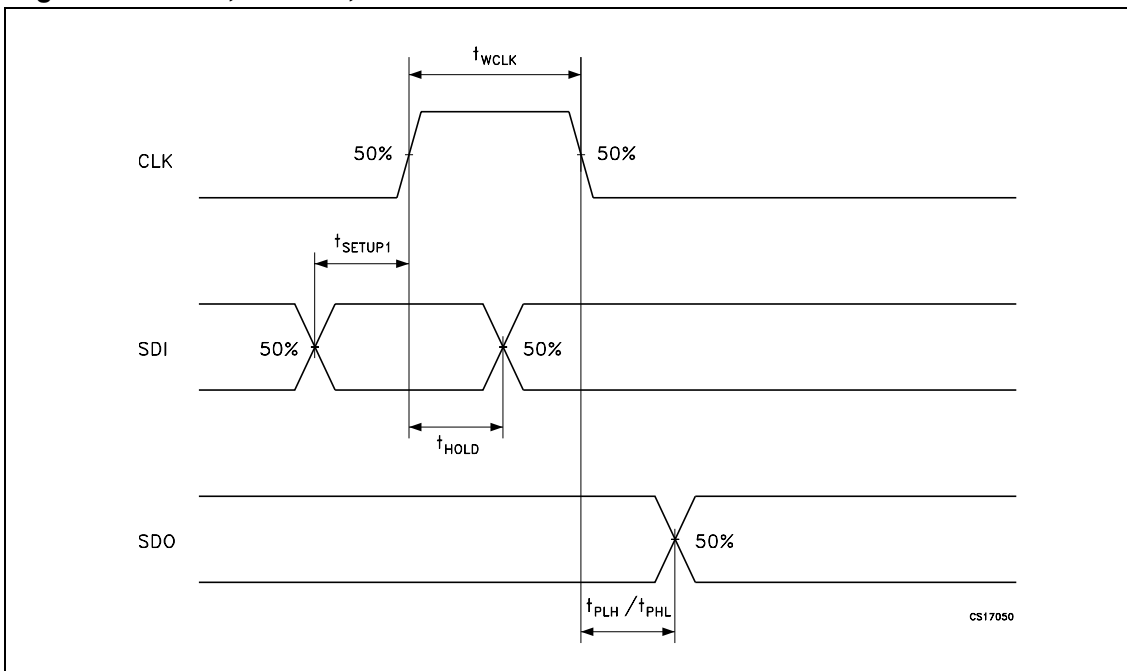 tWCLK
50%
50%
CLK
tSETUP1
50%
50%
SDI
tHOLD
50%
SDO
tPLH /tPHL
CS17050